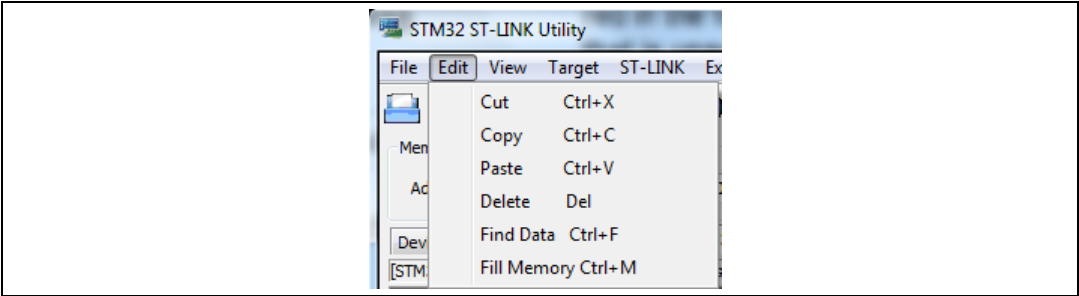 STM32 ST-LINK Utility
File Edit View Target ST-LINK
Cut Ctrl+X
Copy Ctrl+C
Paste Ctrl+V
Delete Del
Find Data Ctrl+F
Fill Memory Ctrl+M